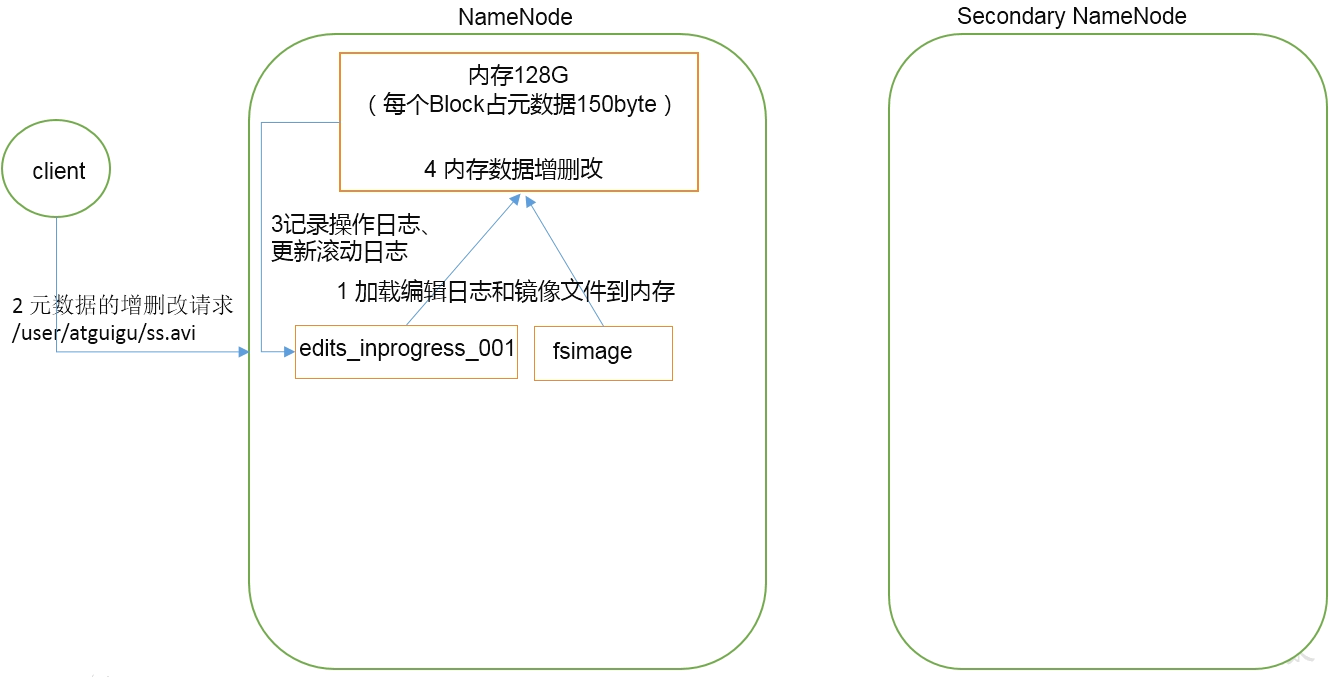 NameNode
Secondary NameNode
内存128G
（每个Block占元数据150byte）
4 内存数据增删改
client
3记录操作日志、
更新滚动日志
1 加载编辑日志和镜像文件到内存
2 元数据的增删改请求
/user/atguigu/ss.avi
edits_inprogress_001
fsimage